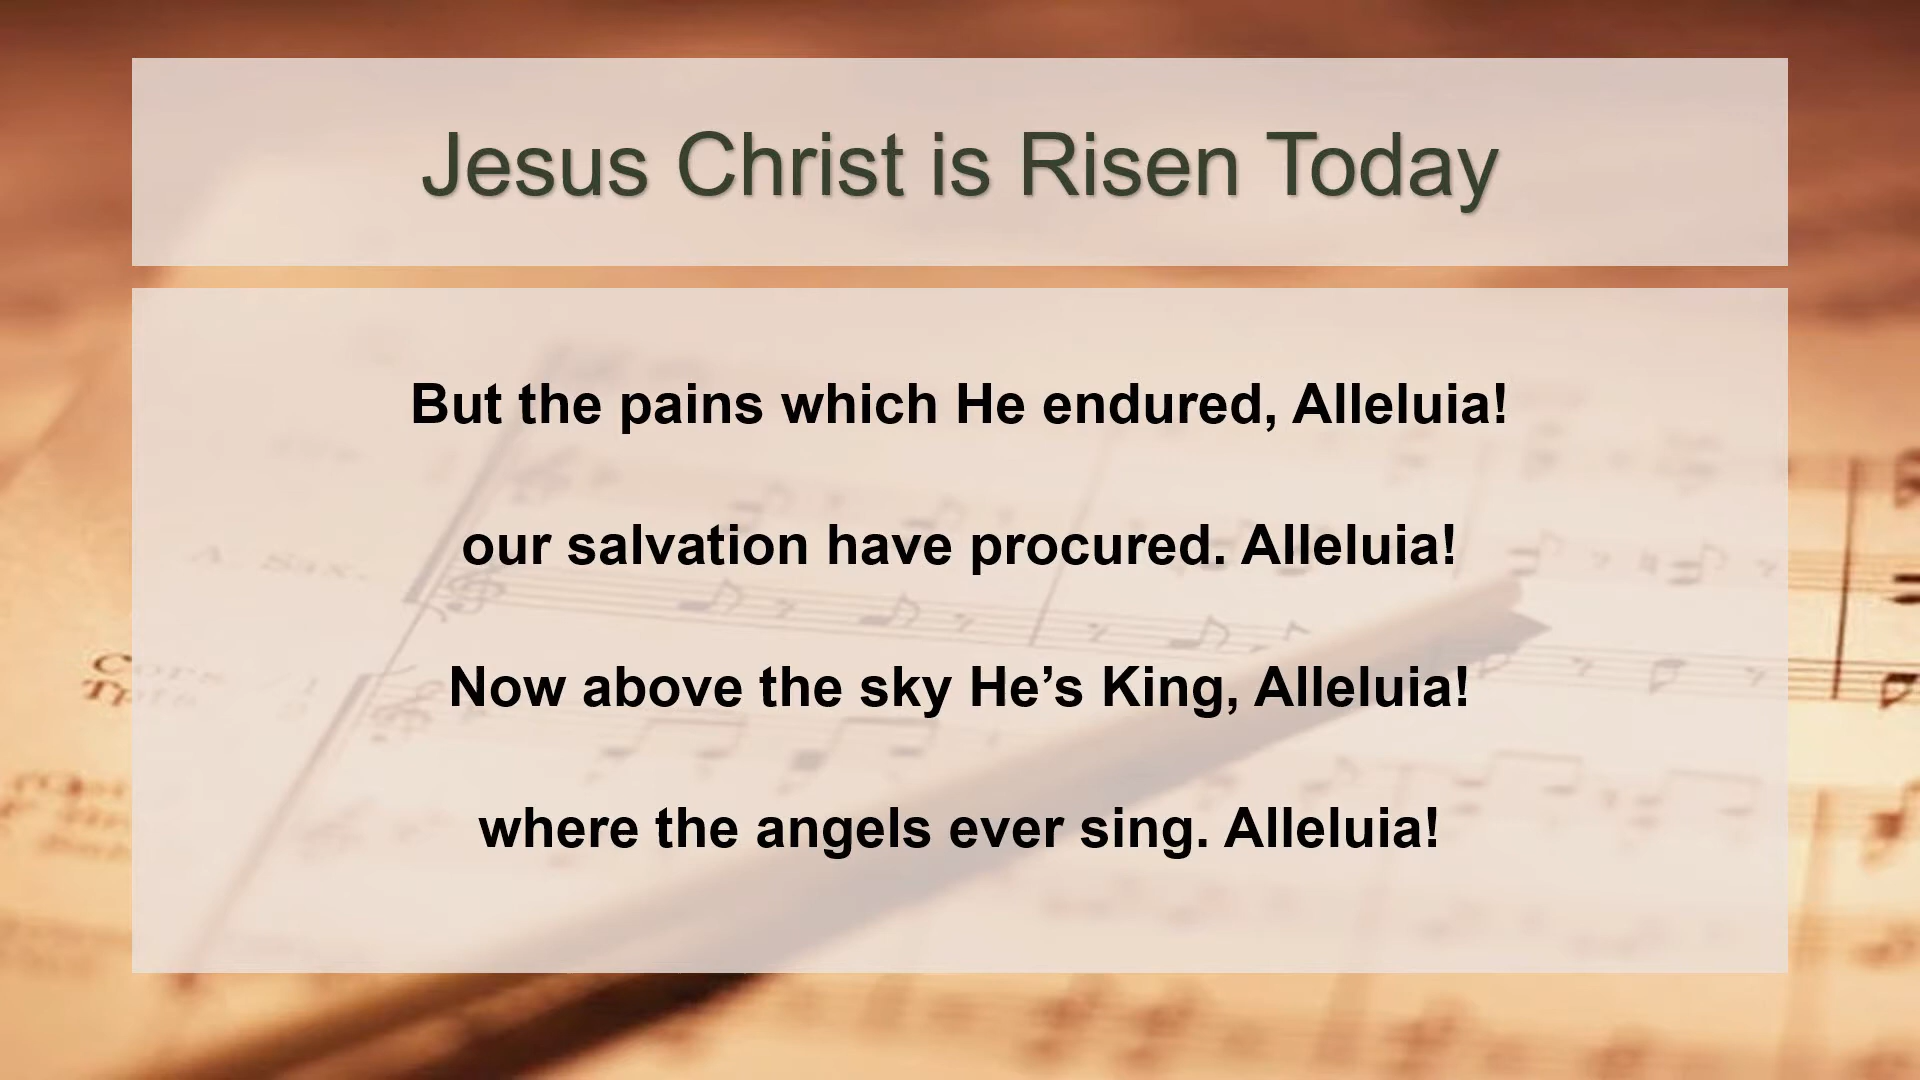 Jesus Christ is Risen Today
But the pains which He endured, Alleluia!
our salvation have procured. Alleluia!
Now above the sky He’s King, Alleluia!
where the angels ever sing. Alleluia!
A. Sax.